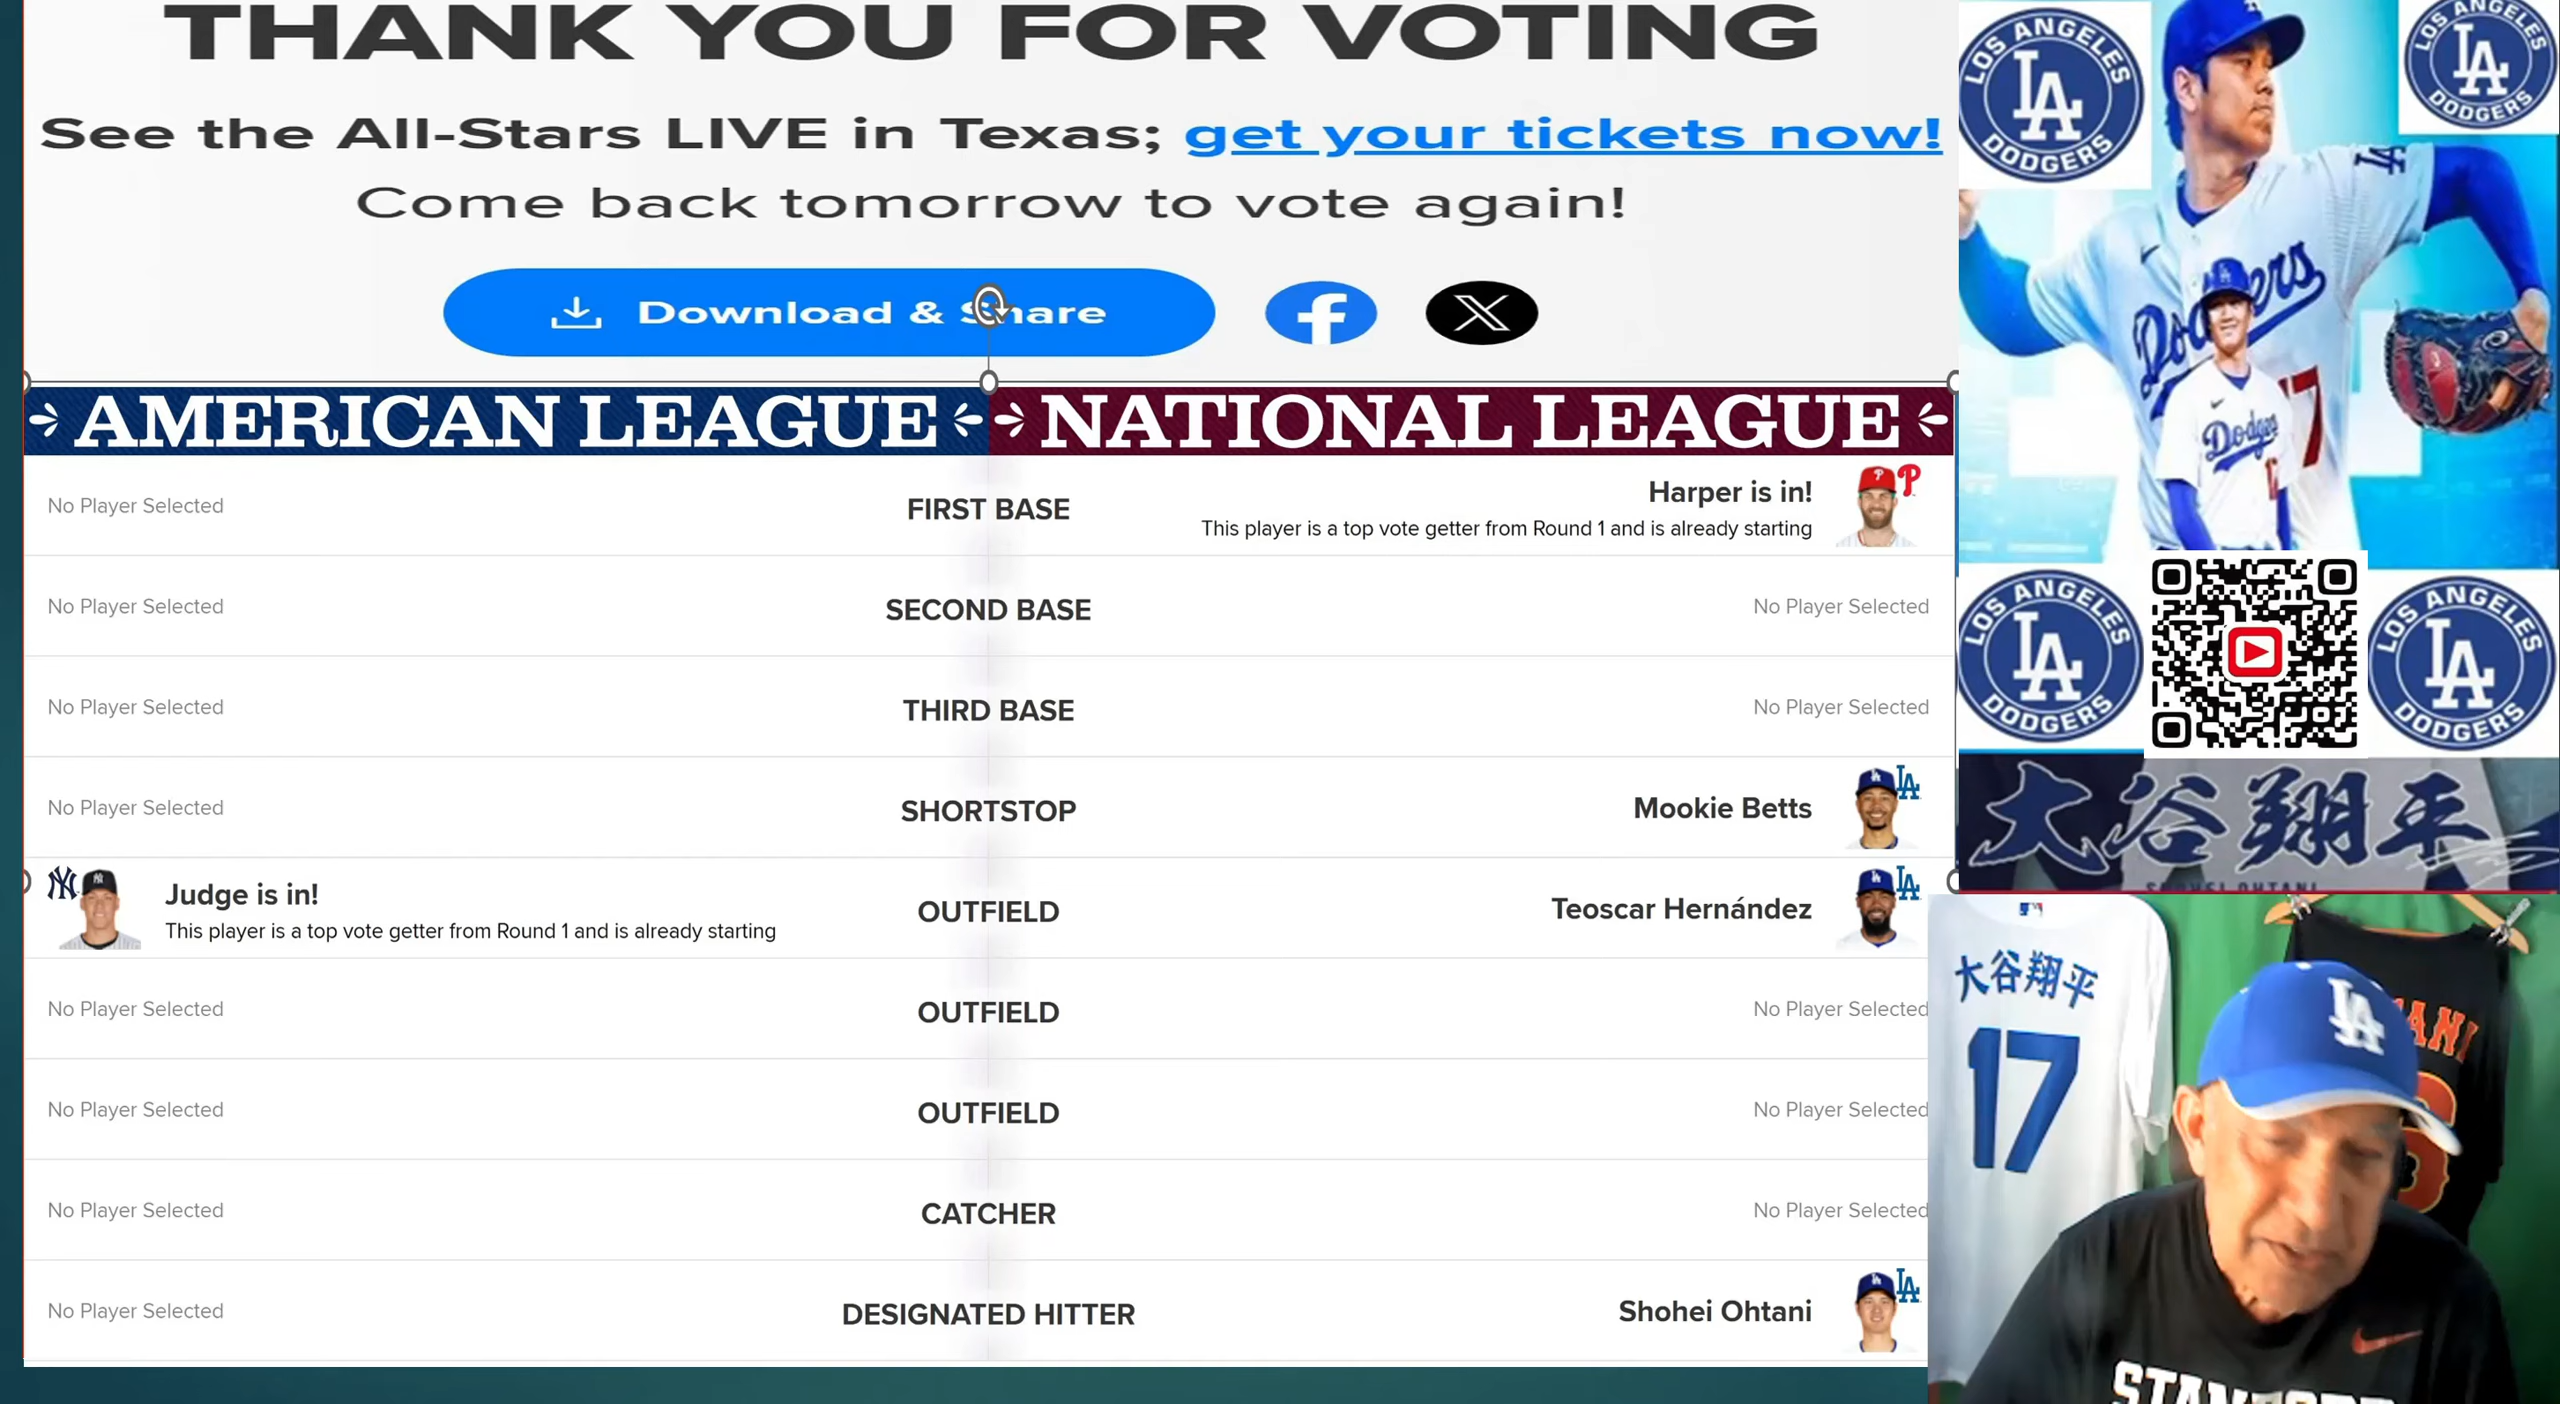 THANK YOU FOR VOTING
See the All-Stars LIVE in Texas; get your tickets now!
Come back tomorrow to vote again!
Download & Share
AMERICAN LEAGUE
NATIONAL LEAGUE
No Player Selected
FIRST BASE
Harper is in!
This player is a top vote getter from Round 1 and is already starting
No Player Selected
SECOND BASE
No Player Selected
No Player Selected
THIRD BASE
No Player Selected
No Player Selected
SHORTSTOP
Mookie Betts
Judge is in!
This player is a top vote getter from Round 1 and is already starting
OUTFIELD
Teoscar Hernández
No Player Selected
OUTFIELD
No Player Selected
No Player Selected
OUTFIELD
No Player Selected
No Player Selected
CATCHER
No Player Selected
No Player Selected
DESIGNATED HITTER
Shohei Ohtani
LOS ANGELES
LA
DODGERS
LOS ANGELES
LA
DODGERS
LA
Dodgers
17
Dodgers
LOS ANGELES
LA
DODGERS
LOS ANGELES
LA
DODGERS
大谷翔平
大谷翔平
17
LA